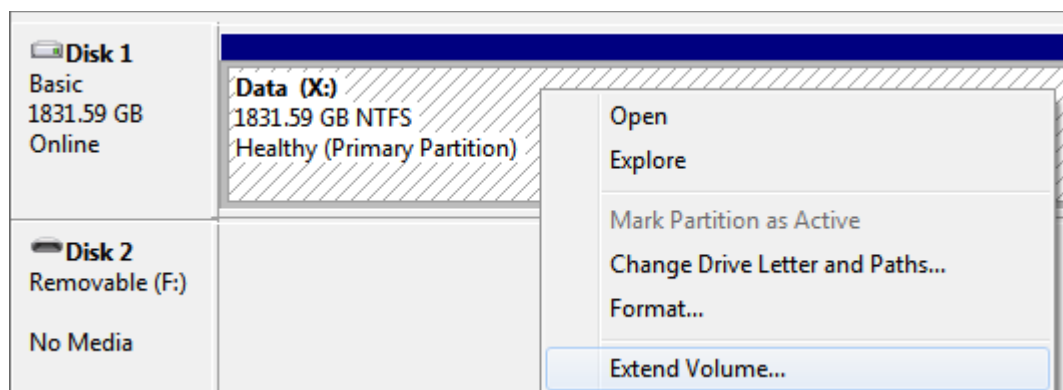 Disk 1
Basic
1831.59 GB
Online
Data (X:)
1831.59 GB NTFS
Healthy (Primary Partition)
Open
Explore
Mark Partition as Active
Change Drive Letter and Paths...
Format...
Extend Volume...
Disk 2
Removable (F:)
No Media